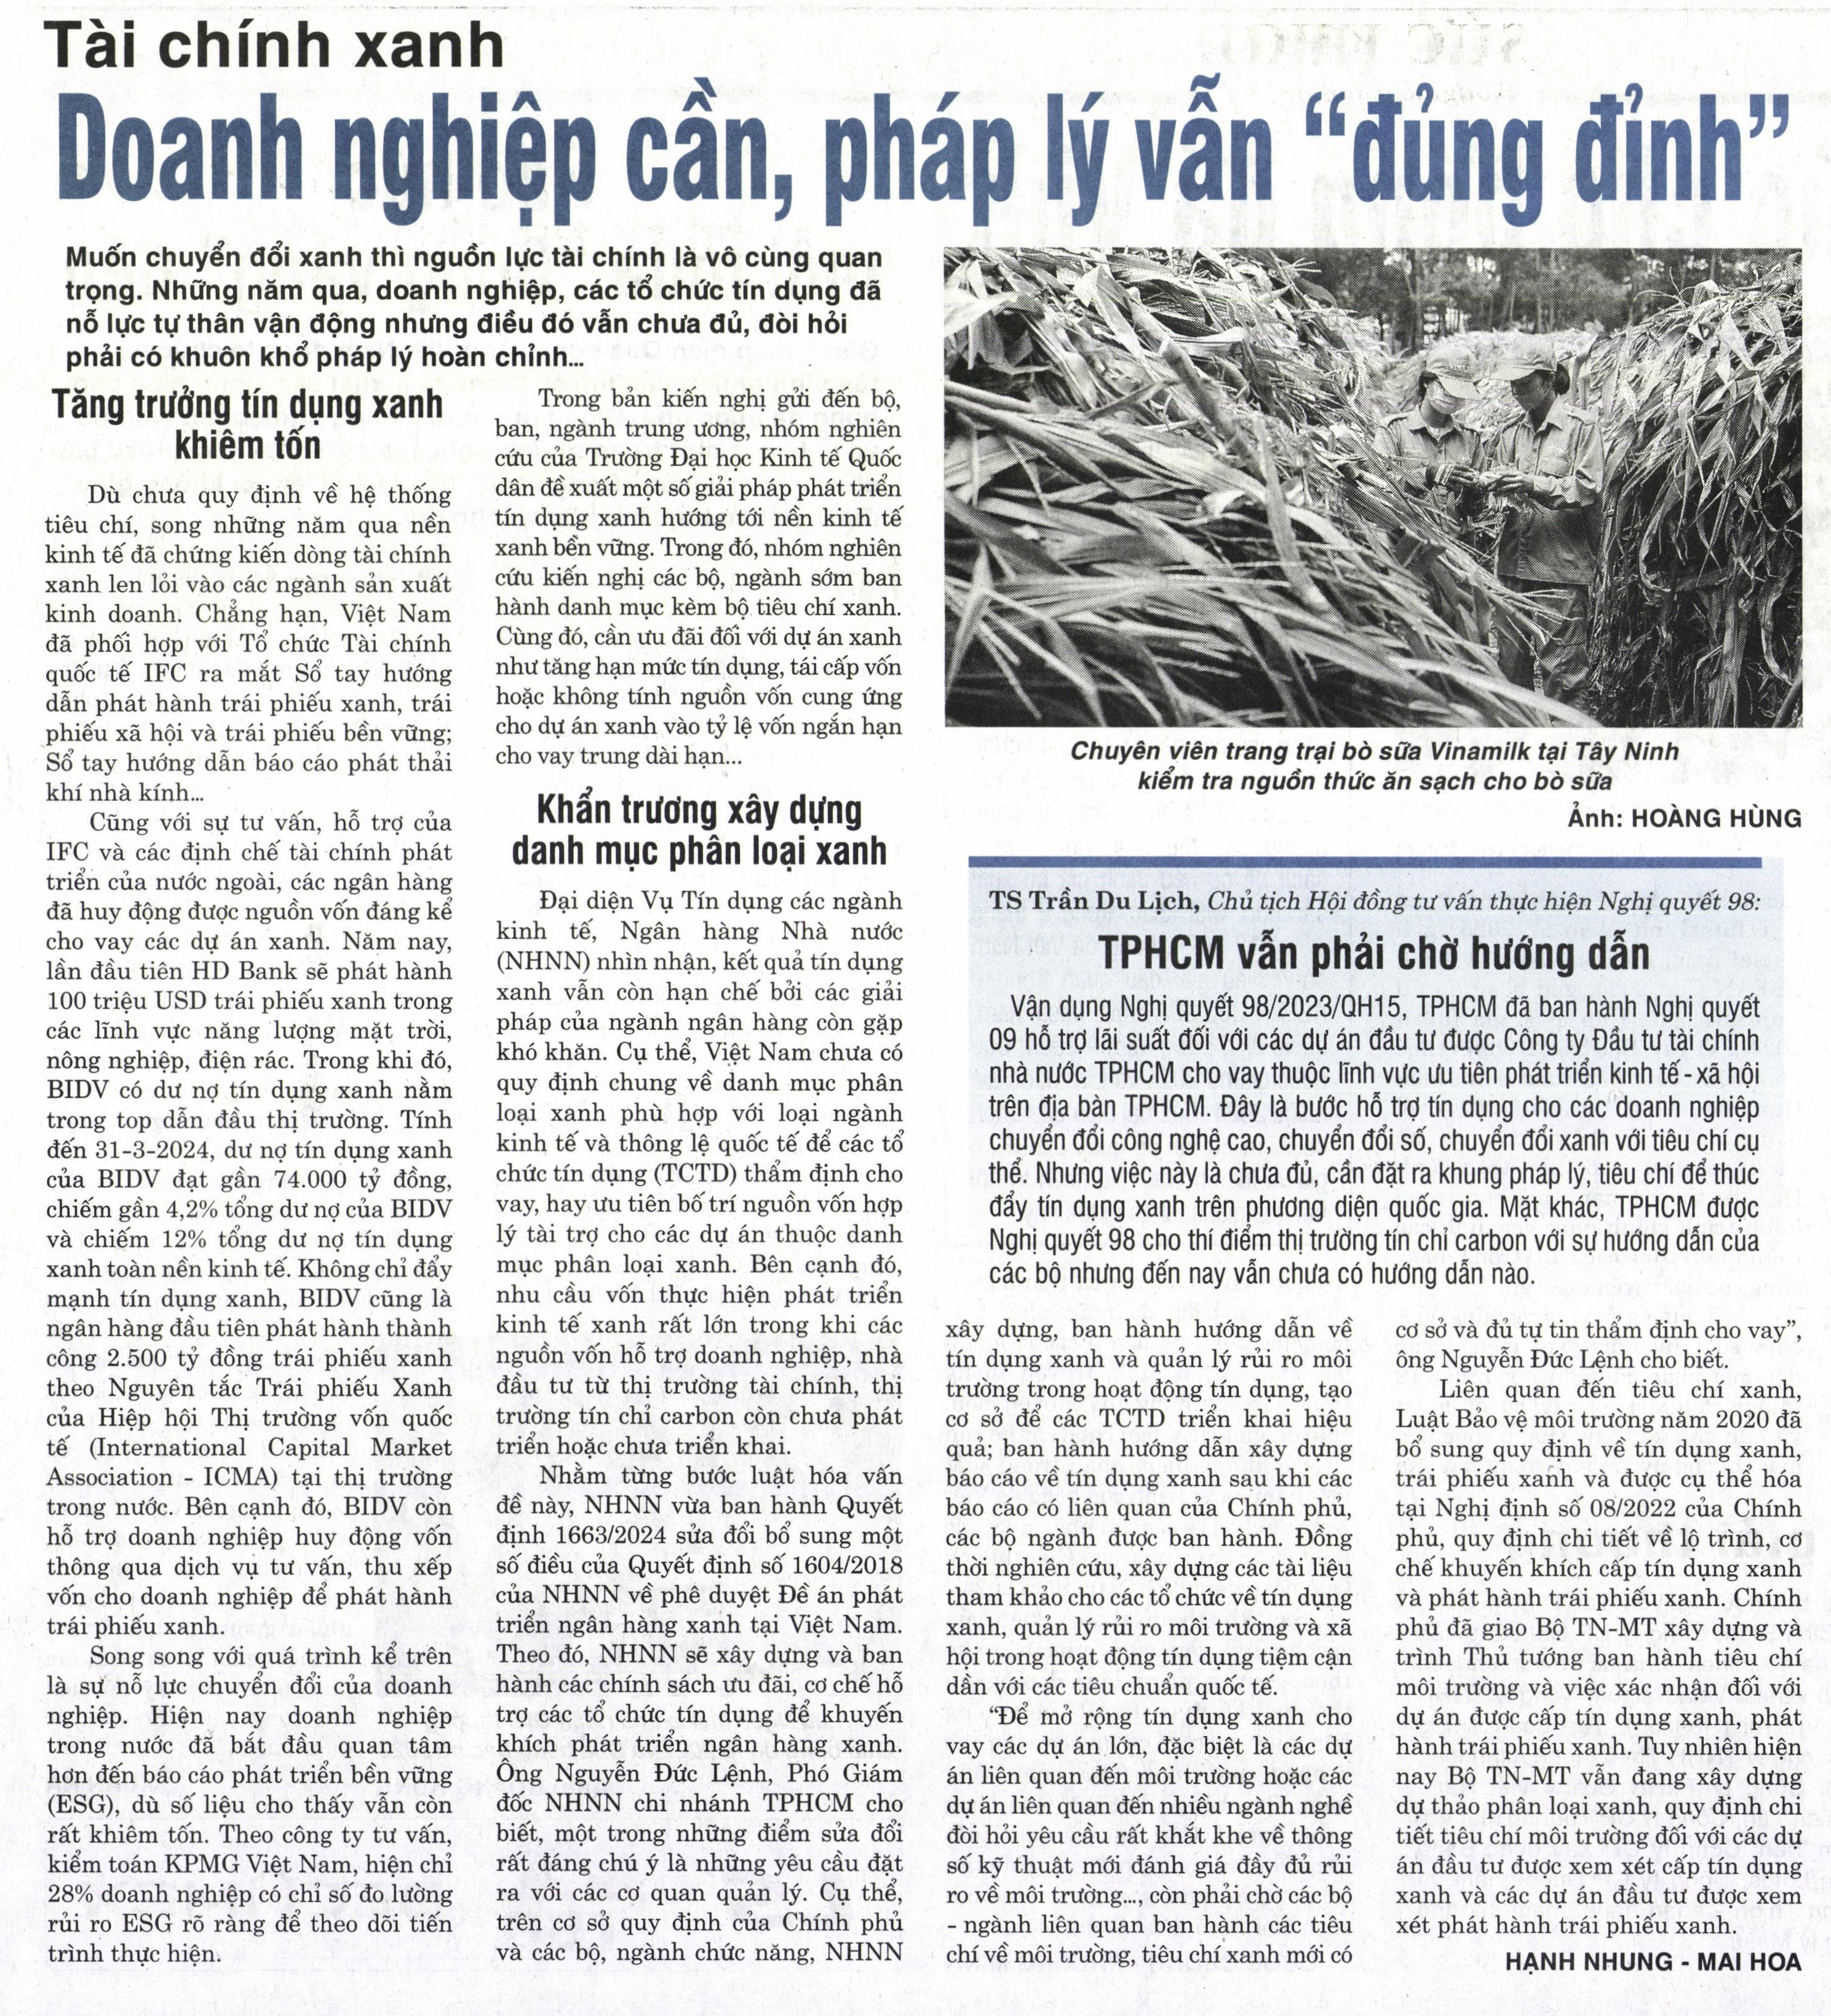 Tài chính xanh
Doanh nghiệp cần, pháp lý vẫn “đủng đỉnh”
Muốn chuyển đổi xanh thì nguồn lực tài chính là vô cùng quan
trọng. Những năm qua, doanh nghiệp, các tổ chức tín dụng đã
nỗ lực tự thân vận động nhưng điều đó vẫn chưa đủ, đòi hỏi
phải có khuôn khổ pháp lý hoàn chỉnh...
Tăng trưởng tín dụng xanh
khiêm tốn
Dù chưa quy định về hệ thống
tiêu chí, song những năm qua nền
kinh tế đã chứng kiến dòng tài chính
xanh len lỏi vào các ngành sản xuất
kinh doanh. Chẳng hạn, Việt Nam
đã phối hợp với Tổ chức Tài chính
quốc tế IFC ra mắt Sổ tay hướng
dẫn phát hành trái phiếu xanh, trái
phiếu xã hội và trái phiếu bền vững;
Sổ tay hướng dẫn báo cáo phát thải
khí nhà kính...
Cũng với sự tư vấn, hỗ trợ của
IFC và các định chế tài chính phát
triển của nước ngoài, các ngân hàng
đã huy động được nguồn vốn đáng kể
cho vay các dự án xanh. Năm nay,
lần đầu tiên HD Bank sẽ phát hành
100 triệu USD trái phiếu xanh trong
các lĩnh vực năng lượng mặt trời,
nông nghiệp, điện rác. Trong khi đó,
BIDV có dư nợ tín dụng xanh nằm
trong top dẫn đầu thị trường. Tính
đến 31-3-2024, dư nợ tín dụng xanh
của BIDV đạt gần 74.000 tỷ đồng,
chiếm gần 4,2% tổng dư nợ của BIDV
và chiếm 12% tổng dư nợ tín dụng
xanh toàn nền kinh tế. Không chỉ đẩy
mạnh tín dụng xanh, BIDV cũng là
ngân hàng đầu tiên phát hành thành
công 2.500 tỷ đồng trái phiếu xanh
theo Nguyên tắc Trái phiếu Xanh
của Hiệp hội Thị trường vốn quốc
tế (International Capital Market
Association - ICMA) tại thị trường
trong nước. Bên cạnh đó, BIDV còn
hỗ trợ doanh nghiệp huy động vốn
thông qua dịch vụ tư vấn, thu xếp
vốn cho doanh nghiệp để phát hành
trái phiếu xanh.
Song song với quá trình kể trên
là sự nỗ lực chuyển đổi của doanh
nghiệp. Hiện nay doanh nghiệp
trong nước đã bắt đầu quan tâm
hơn đến báo cáo phát triển bền vững
(ESG), dù số liệu cho thấy vẫn còn
rất khiêm tốn. Theo công ty tư vấn,
kiểm toán KPMG Việt Nam, hiện chỉ
28% doanh nghiệp có chỉ số đo lường
rủi ro ESG rõ ràng để theo dõi tiến
trình thực hiện.
Trong bản kiến nghị gửi đến bộ,
ban, ngành trung ương, nhóm nghiên
cứu của Trường Đại học Kinh tế Quốc
dân đề xuất một số giải pháp phát triển
tín dụng xanh hướng tới nền kinh tế
xanh bền vững. Trong đó, nhóm nghiên
cứu kiến nghị các bộ, ngành sớm ban
hành danh mục kèm bộ tiêu chí xanh.
Cùng đó, cần ưu đãi đối với dự án xanh
như tăng hạn mức tín dụng, tái cấp vốn
hoặc không tính nguồn vốn cung ứng
cho dự án xanh vào tỷ lệ vốn ngắn hạn
cho vay trung dài hạn...
Khẩn trương xây dựng
danh mục phân loại xanh
Đại diện Vụ Tín dụng các ngành
kinh tế, Ngân hàng Nhà nước
(NHNN) nhìn nhận, kết quả tín dụng
xanh vẫn còn hạn chế bởi các giải
pháp của ngành ngân hàng còn gặp
khó khăn. Cụ thể, Việt Nam chưa có
quy định chung về danh mục phân
loại xanh phù hợp với loại ngành
kinh tế và thông lệ quốc tế để các tổ
chức tín dụng (TCTD) thẩm định cho
vay, hay ưu tiên bố trí nguồn vốn hợp
lý tài trợ cho các dự án thuộc danh
mục phân loại xanh. Bên cạnh đó,
nhu cầu vốn thực hiện phát triển
kinh tế xanh rất lớn trong khi các
nguồn vốn hỗ trợ doanh nghiệp, nhà
đầu tư từ thị trường tài chính, thị
trường tín chỉ carbon còn chưa phát
triển hoặc chưa triển khai.
Nhằm từng bước luật hóa vấn
đề này, NHNN vừa ban hành Quyết
định 1663/2024 sửa đổi bổ sung một
số điều của Quyết định số 1604/2018
của NHNN về phê duyệt Đề án phát
triển ngân hàng xanh tại Việt Nam.
Theo đó, NHNN sẽ xây dựng và ban
hành các chính sách ưu đãi, cơ chế hỗ
trợ các tổ chức tín dụng để khuyến
khích phát triển ngân hàng xanh.
Ông Nguyễn Đức Lệnh, Phó Giám
đốc NHNN chi nhánh TPHCM cho
biết, một trong những điểm sửa đổi
rất đáng chú ý là những yêu cầu đặt
ra với các cơ quan quản lý. Cụ thể,
trên cơ sở quy định của Chính phủ
và các bộ, ngành chức năng, NHNN
Chuyên viên trang trại bò sữa Vinamilk tại Tây Ninh
kiểm tra nguồn thức ăn sạch cho bò sữa
Ảnh: HOÀNG HÙNG
TS Trần Du Lịch, Chủ tịch Hội đồng tư vấn thực hiện Nghị quyết 98:
TPHCM vẫn phải chờ hướng dẫn
Vận dụng Nghị quyết 98/2023/QH15, TPHCM đã ban hành Nghị quyết
09 hỗ trợ lãi suất đối với các dự án đầu tư được Công ty Đầu tư tài chính
nhà nước TPHCM cho vay thuộc lĩnh vực ưu tiên phát triển kinh tế - xã hội
trên địa bàn TPHCM. Đây là bước hỗ trợ tín dụng cho các doanh nghiệp
chuyển đổi công nghệ cao, chuyển đổi số, chuyển đổi xanh với tiêu chí cụ
thể. Nhưng việc này là chưa đủ, cần đặt ra khung pháp lý, tiêu chí để thúc
đẩy tín dụng xanh trên phương diện quốc gia. Mặt khác, TPHCM được
Nghị quyết 98 cho thí điểm thị trường tín chỉ carbon với sự hướng dẫn của
các bộ nhưng đến nay vẫn chưa có hướng dẫn nào.
xây dựng, ban hành hướng dẫn về
tín dụng xanh và quản lý rủi ro môi
trường trong hoạt động tín dụng, tạo
cơ sở để các TCTD triển khai hiệu
quả; ban hành hướng dẫn xây dựng
báo cáo về tín dụng xanh sau khi các
báo cáo có liên quan của Chính phủ,
các bộ ngành được ban hành. Đồng
thời nghiên cứu, xây dựng các tài liệu
tham khảo cho các tổ chức về tín dụng
xanh, quản lý rủi ro môi trường và xã
hội trong hoạt động tín dụng tiệm cận
dần với các tiêu chuẩn quốc tế.
“Để mở rộng tín dụng xanh cho
vay các dự án lớn, đặc biệt là các dự
án liên quan đến môi trường hoặc các
dự án liên quan đến nhiều ngành nghề
đòi hỏi yêu cầu rất khắt khe về thông
số kỹ thuật mới đánh giá đầy đủ rủi
ro về môi trường..., còn phải chờ các bộ
- ngành liên quan ban hành các tiêu
chí về môi trường, tiêu chí xanh mới có
cơ sở và đủ tự tin thẩm định cho vay”,
ông Nguyễn Đức Lệnh cho biết.
Liên quan đến tiêu chí xanh,
Luật Bảo vệ môi trường năm 2020 đã
bổ sung quy định về tín dụng xanh,
trái phiếu xanh và được cụ thể hóa
tại Nghị định số 08/2022 của Chính
phủ, quy định chi tiết về lộ trình, cơ
chế khuyến khích cấp tín dụng xanh
và phát hành trái phiếu xanh. Chính
phủ đã giao Bộ TN-MT xây dựng và
trình Thủ tướng ban hành tiêu chí
môi trường và việc xác nhận đối với
dự án được cấp tín dụng xanh, phát
hành trái phiếu xanh. Tuy nhiên hiện
nay Bộ TN-MT vẫn đang xây dựng
dự thảo phân loại xanh, quy định chi
tiết tiêu chí môi trường đối với các dự
án đầu tư được xem xét cấp tín dụng
xanh và các dự án đầu tư được xem
xét phát hành trái phiếu xanh.
HẠNH NHUNG - MAI HOA